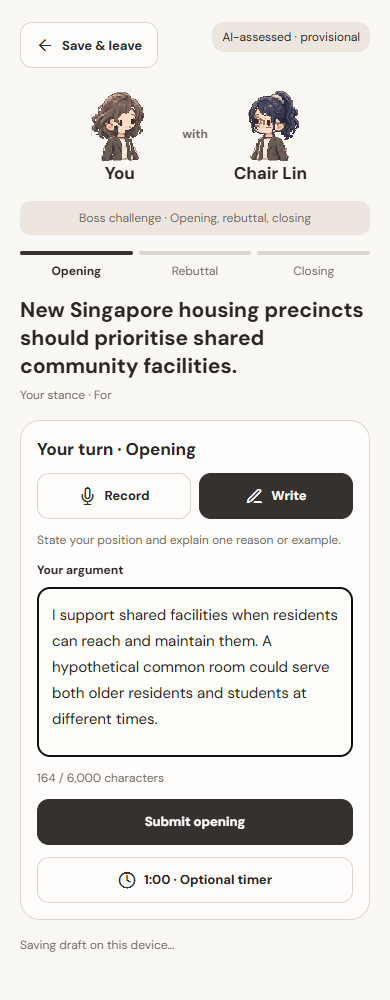 Save & leave
AI-assessed · provisional
with
You
Chair Lin
Boss challenge · Opening, rebuttal, closing
Opening
Rebuttal
Closing
New Singapore housing precincts
should prioritise shared
community facilities.
Your stance · For
Your turn · Opening
Record
Write
State your position and explain one reason or example.
Your argument
I support shared facilities when residents
can reach and maintain them. A
hypothetical common room could serve
both older residents and students at
different times.
164 / 6,000 characters
Submit opening
1:00 · Optional timer
Saving draft on this device…